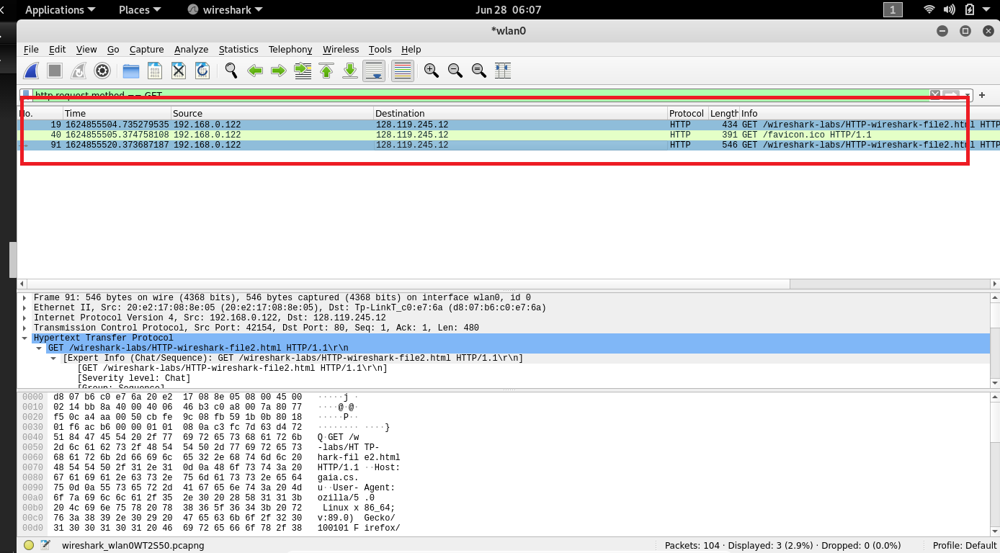 Applications Places wireshark Jun 28 06:07 1
*wlan0
File Edit View Go Capture Analyze Statistics Telephony Wireless Tools Help
http.request.method == GET
No. Time Source Destination Protocol Length Info
19 1624855504.735279535 192.168.0.122 128.119.245.12 HTTP 434 GET /wireshark-labs/HTTP-wireshark-file2.html HTTP
40 1624855505.374758108 192.168.0.122 128.119.245.12 HTTP 391 GET /favicon.ico HTTP/1.1
91 1624855520.373687187 192.168.0.122 128.119.245.12 HTTP 546 GET /wireshark-labs/HTTP-wireshark-file2.html HTTP
Frame 91: 546 bytes on wire (4368 bits), 546 bytes captured (4368 bits) on interface wlan0, id 0
Ethernet II, Src: 20:e2:17:08:8e:05 (20:e2:17:08:8e:05), Dst: Tp-LinkT_c0:e7:6a (d8:07:b6:c0:e7:6a)
Internet Protocol Version 4, Src: 192.168.0.122, Dst: 128.119.245.12
Transmission Control Protocol, Src Port: 42154, Dst Port: 80, Seq: 1, Ack: 1, Len: 480
Hypertext Transfer Protocol
GET /wireshark-labs/HTTP-wireshark-file2.html HTTP/1.1\r\n
[Expert Info (Chat/Sequence): GET /wireshark-labs/HTTP-wireshark-file2.html HTTP/1.1\r\n]
[GET /wireshark-labs/HTTP-wireshark-file2.html HTTP/1.1\r\n]
[Severity level: Chat]
[Group: Sequence]
0000 d8 07 b6 c0 e7 6a 20 e2 17 08 8e 05 08 00 45 00 ·····j ·
0010 02 14 bb 8a 40 00 40 06 46 b3 c0 a8 00 7a 80 77 ····@·@·
0020 f5 0c a4 aa 00 50 cb fe 9c 08 fb 59 1b 0b 80 18 ·····P··
0030 01 f6 ac b6 00 00 01 01 08 0a c3 fc 7d 63 d4 72 ········ ····}
0040 51 84 47 45 54 20 2f 77 69 72 65 73 68 61 72 6b Q·GET /w
0050 2d 6c 61 62 73 2f 48 54 54 50 2d 77 69 72 65 73 -labs/HT TP-
0060 68 61 72 6b 2d 66 69 6c 65 32 2e 68 74 6d 6c 20 hark-fil e2.html
0070 48 54 54 50 2f 31 2e 31 0d 0a 48 6f 73 74 3a 20 HTTP/1.1 ··Host:
0080 67 61 69 61 2e 63 73 2e 75 6d 61 73 73 2e 65 64 gaia.cs.
0090 75 0d 0a 55 73 65 72 2d 41 67 65 6e 74 3a 20 4d u··User- Agent:
00a0 6f 7a 69 6c 6c 61 2f 35 2e 30 20 28 58 31 31 3b ozilla/5 .0
00b0 20 4c 69 6e 75 78 20 78 38 36 5f 36 34 3b 20 72 Linux x 86_64;
00c0 76 3a 38 39 2e 30 29 20 47 65 63 6b 6f 2f 32 30 v:89.0) Gecko/
00d0 31 30 30 31 30 31 20 46 69 72 65 66 6f 78 2f 38 100101 F irefox/
wireshark_wlan0WT2S50.pcapng Packets: 104 · Displayed: 3 (2.9%) · Dropped: 0 (0.0%) Profile: Default